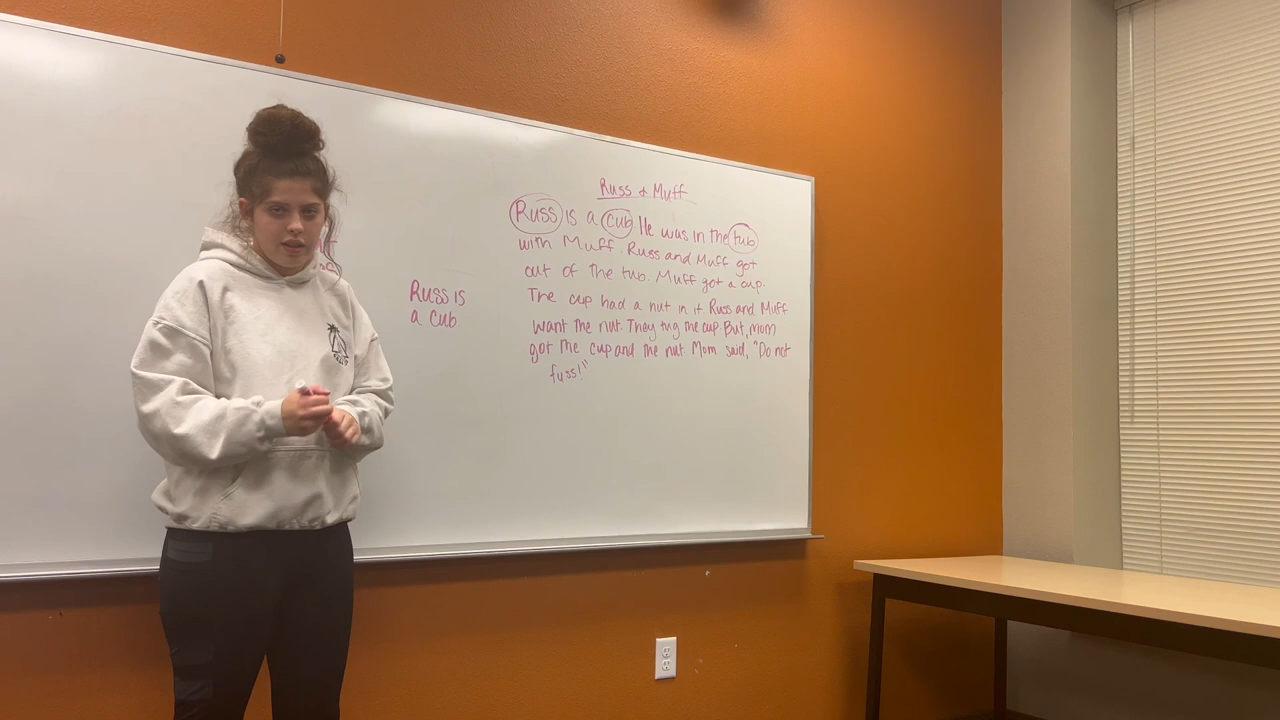 Russ & Muff
Russ is a cub. He was in the tub
with Muff. Russ and Muff got
out of the tub. Muff got a cup.
The cup had a nut in it. Russ and Muff
want the nut. They tug the cup. But, mom
got the cup and the nut. Mom said, "Do not
fuss!"
Russ is
a cub.